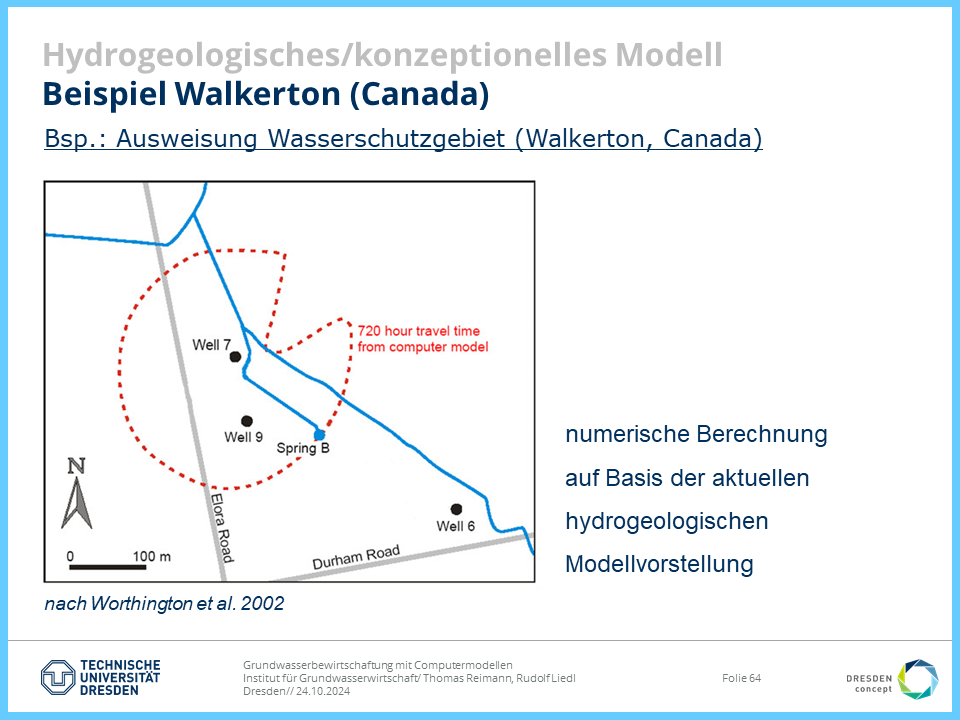 Hydrogeologisches/konzeptionelles Modell
Beispiel Walkerton (Canada)
Bsp.: Ausweisung Wasserschutzgebiet (Walkerton, Canada)
720 hour travel time
from computer model
Well 7
Well 9
Spring B
N
Elora Road
Well 6
0 100 m
Durham Road
numerische Berechnung
auf Basis der aktuellen
hydrogeologischen
Modellvorstellung
nach Worthington et al. 2002
TECHNISCHE
UNIVERSITÄT
DRESDEN
Grundwasserbewirtschaftung mit Computermodellen
Institut für Grundwasserwirtschaft/ Thomas Reimann, Rudolf Liedl
Dresden// 24.10.2024
Folie 64
DRESDEN
concept